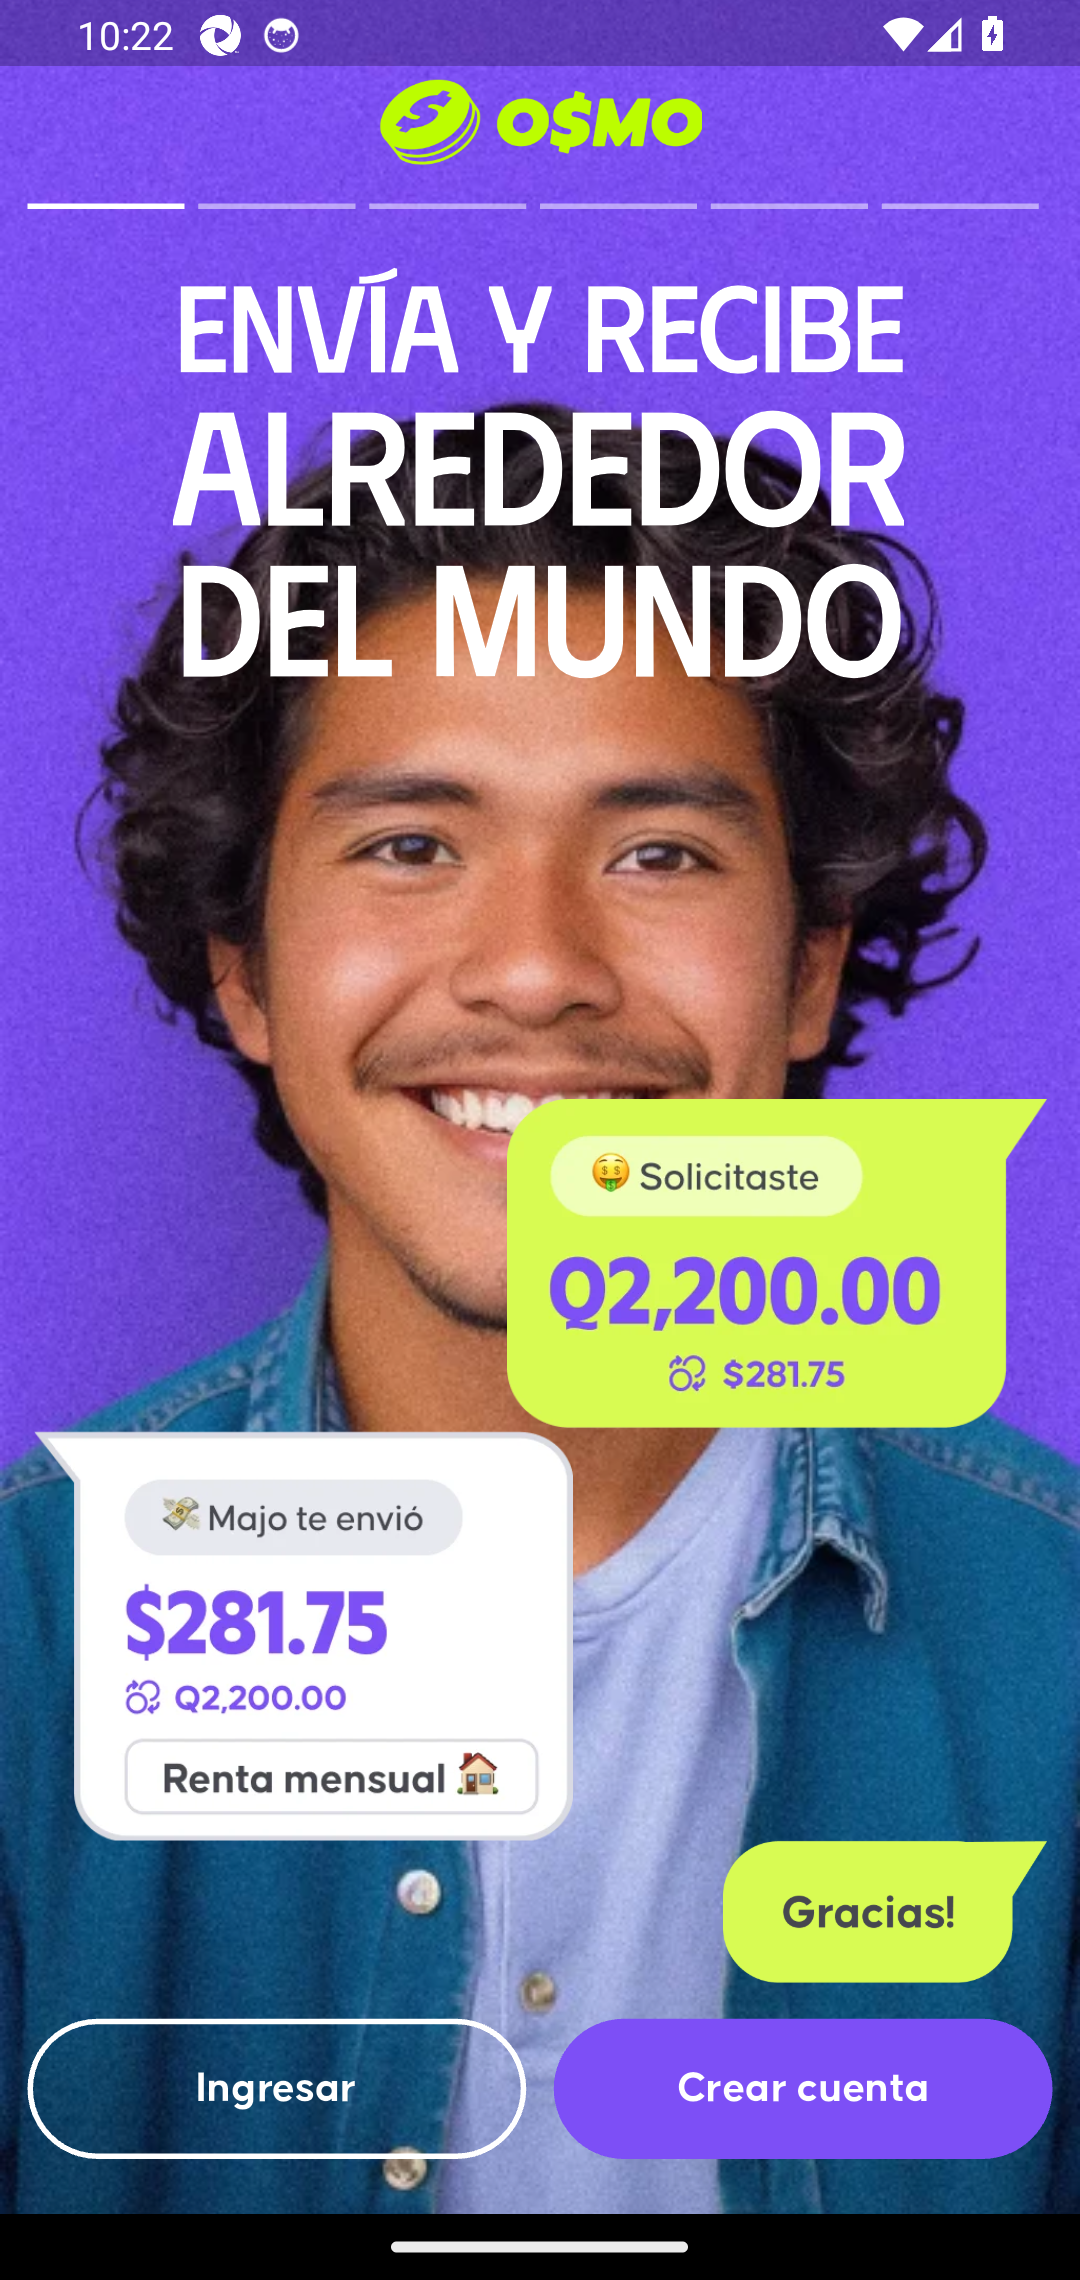 10:22
O$MO
ENVÍA Y RECIBE
ALREDEDOR
DEL MUNDO
🤑 Solicitaste
Q2,200.00
$281.75
💸 Majo te envió
$281.75
Q2,200.00
Renta mensual 🏠
Gracias!
Ingresar
Crear cuenta